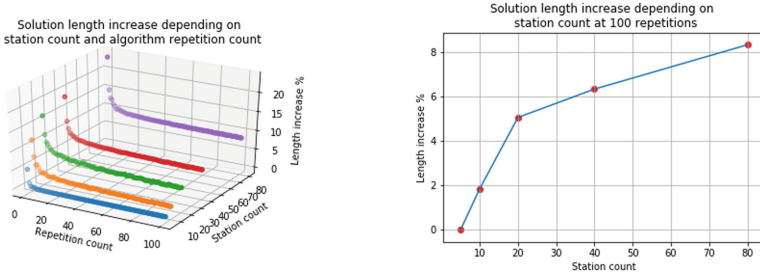 Solution length increase depending on
station count and algorithm repetition count
20
15
10
5
0
Length increase %
0 20 40 60 80 100
Repetition count
10 20 30 40 50 60 70 80
Station count
Solution length increase depending on
station count at 100 repetitions
8
6
4
2
0
Length increase %
10 20 30 40 50 60 70 80
Station count